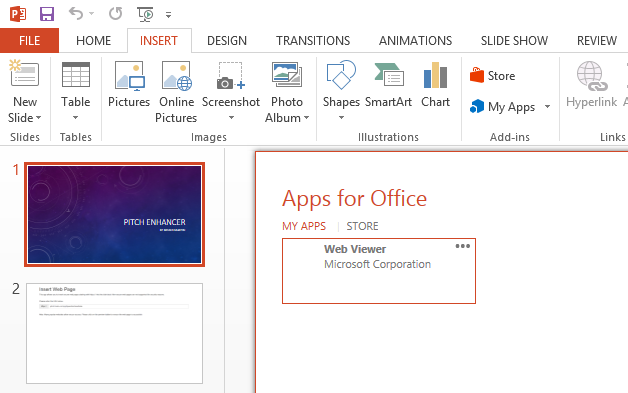 FILE HOME INSERT DESIGN TRANSITIONS ANIMATIONS SLIDE SHOW REVIEW
New Slide
Table
Pictures
Online Pictures
Screenshot
Photo Album
Shapes
SmartArt
Chart
Store
My Apps
Hyperlink
A
Slides Tables Images Illustrations Add-ins Links
1
PITCH ENHANCER
2
Insert Web Page
Apps for Office
MY APPS | STORE
Web Viewer •••
Microsoft Corporation